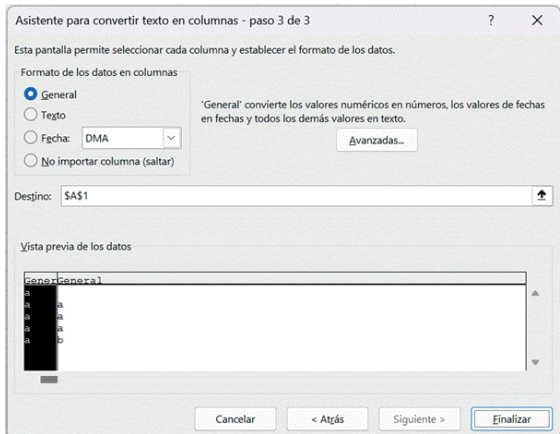 Asistente para convertir texto en columnas - paso 3 de 3
Esta pantalla permite seleccionar cada columna y establecer el formato de los datos.
Formato de los datos en columnas
General
Texto
Fecha: DMA
No importar columna (saltar)
'General' convierte los valores numéricos en números, los valores de fechas
en fechas y todos los demás valores en texto.
Avanzadas...
Destino: $A$1
Vista previa de los datos
GenerGeneral
a
a a
a a
a a
a b
Cancelar < Atrás Siguiente > Finalizar